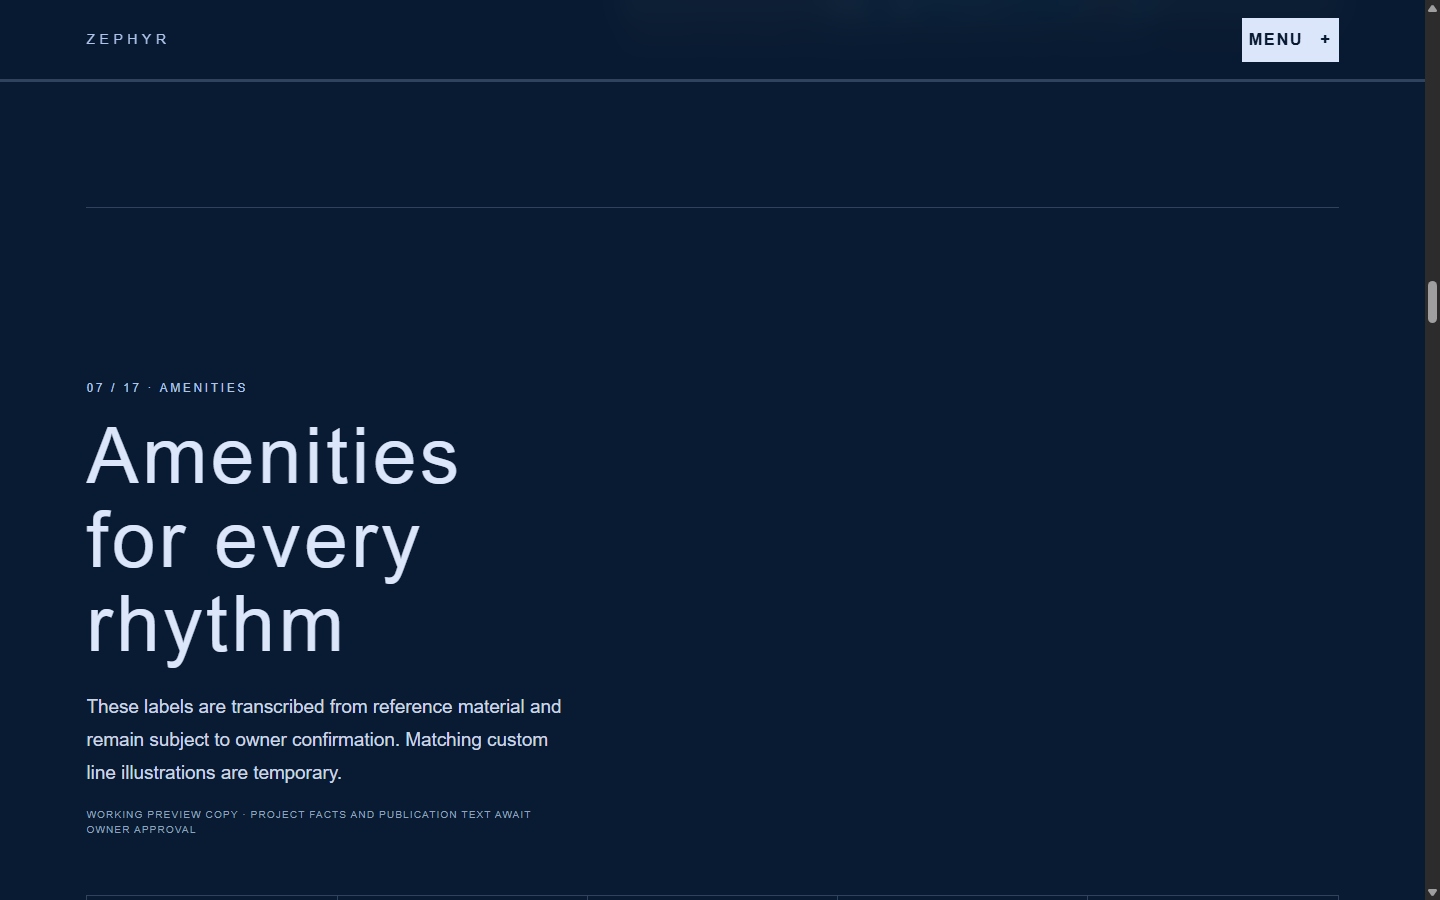 ZEPHYR
MENU +
07 / 17 · AMENITIES
Amenities
for every
rhythm
These labels are transcribed from reference material and
remain subject to owner confirmation. Matching custom
line illustrations are temporary.
WORKING PREVIEW COPY · PROJECT FACTS AND PUBLICATION TEXT AWAIT
OWNER APPROVAL